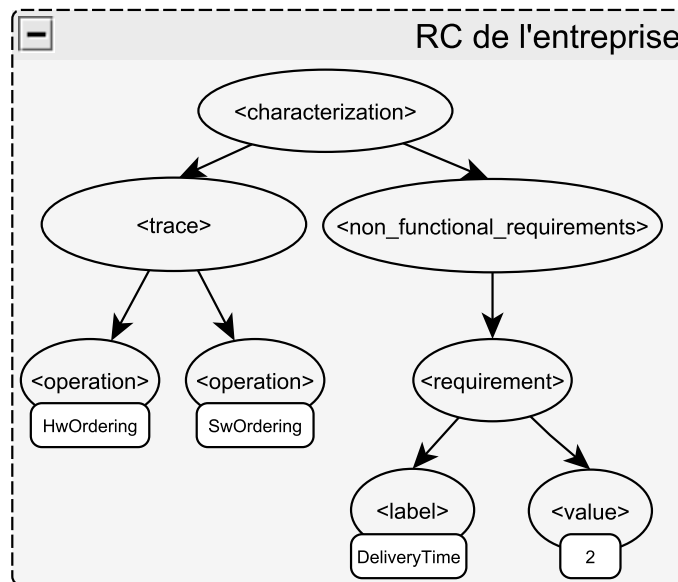 RC de l'entreprise
<characterization>
<trace>
<non_functional_requirements>
<operation>
<operation>
<requirement>
HwOrdering
SwOrdering
<label>
<value>
DeliveryTime
2